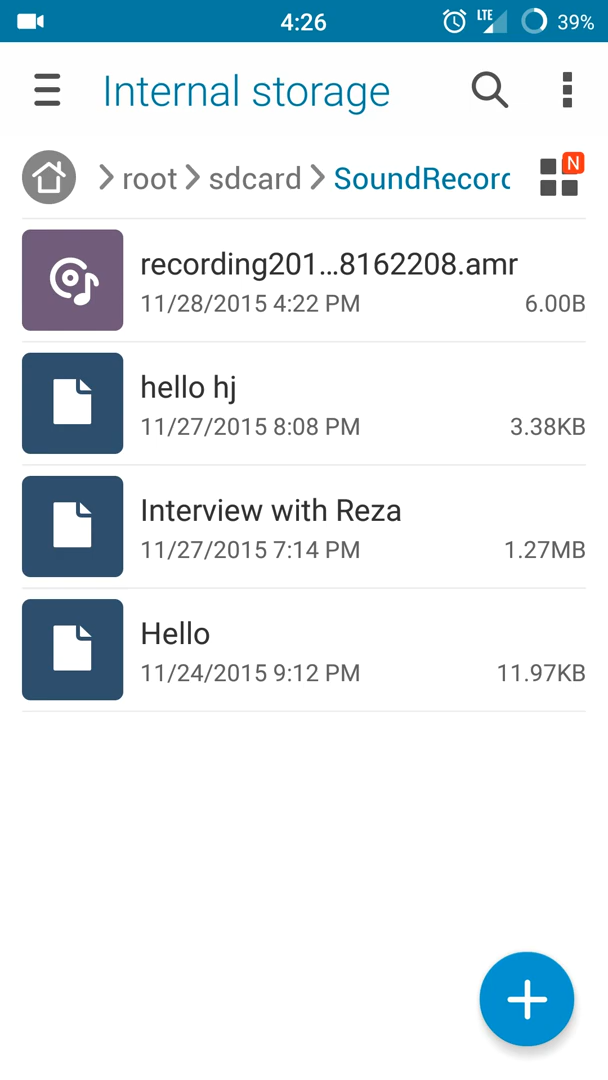 4:26 LTE 39%
Internal storage
root sdcard SoundRecorc
N
recording201...8162208.amr
11/28/2015 4:22 PM 6.00B
hello hj
11/27/2015 8:08 PM 3.38KB
Interview with Reza
11/27/2015 7:14 PM 1.27MB
Hello
11/24/2015 9:12 PM 11.97KB